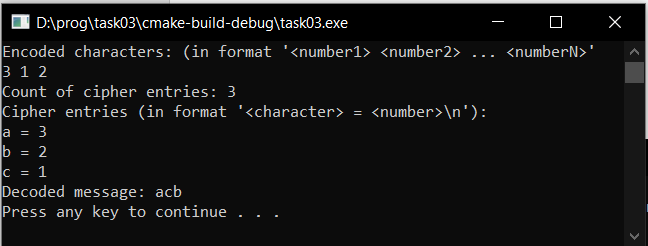 D:\prog\task03\cmake-build-debug\task03.exe
Encoded characters: (in format '<number1> <number2> ... <numberN>'
3 1 2
Count of cipher entries: 3
Cipher entries (in format '<character> = <number>\n'):
a = 3
b = 2
c = 1
Decoded message: acb
Press any key to continue . . .